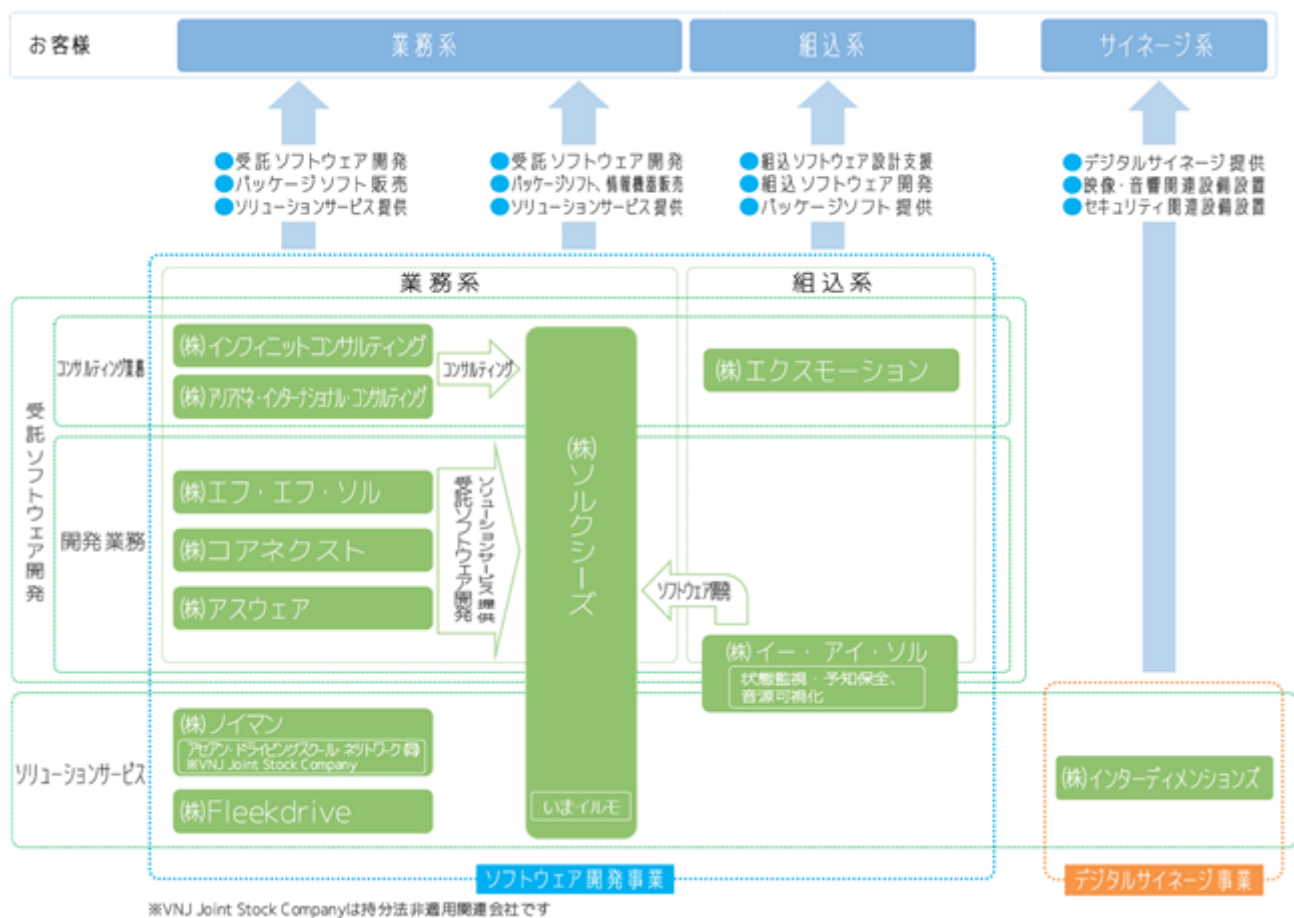 お客様
業務系
組込系
サイネージ系
●受託ソフトウェア開発
●パッケージソフト販売
●ソリューションサービス提供
●受託ソフトウェア開発
●パッケージソフト、情報機器販売
●ソリューションサービス提供
●組込ソフトウェア設計支援
●組込ソフトウェア開発
●パッケージソフト提供
●デジタルサイネージ提供
●映像・音響関連設備設置
●セキュリティ関連設備設置
業務系
組込系
受託ソフトウェア開発
コンサルティング業務
(株)インフィニットコンサルティング
(株)アリアドネ・インターナショナル・コンサルティング
コンサルティング
(株)ソルクシーズ
(株)エクスモーション
開発業務
(株)エフ・エフ・ソル
(株)コアネクスト
(株)アスウェア
ソリューションサービス提供
受託ソフトウェア開発
ソフトウェア開発
(株)イー・アイ・ソル
状態監視・予知保全、
音源可視化
ソリューションサービス
(株)ノイマン
アセアン・ドライビングスクール・ネットワーク(同)
※VNJ Joint Stock Company
(株)Fleekdrive
いまイルモ
(株)インターディメンションズ
ソフトウェア開発事業
デジタルサイネージ事業
※VNJ Joint Stock Companyは持分法非適用関連会社です